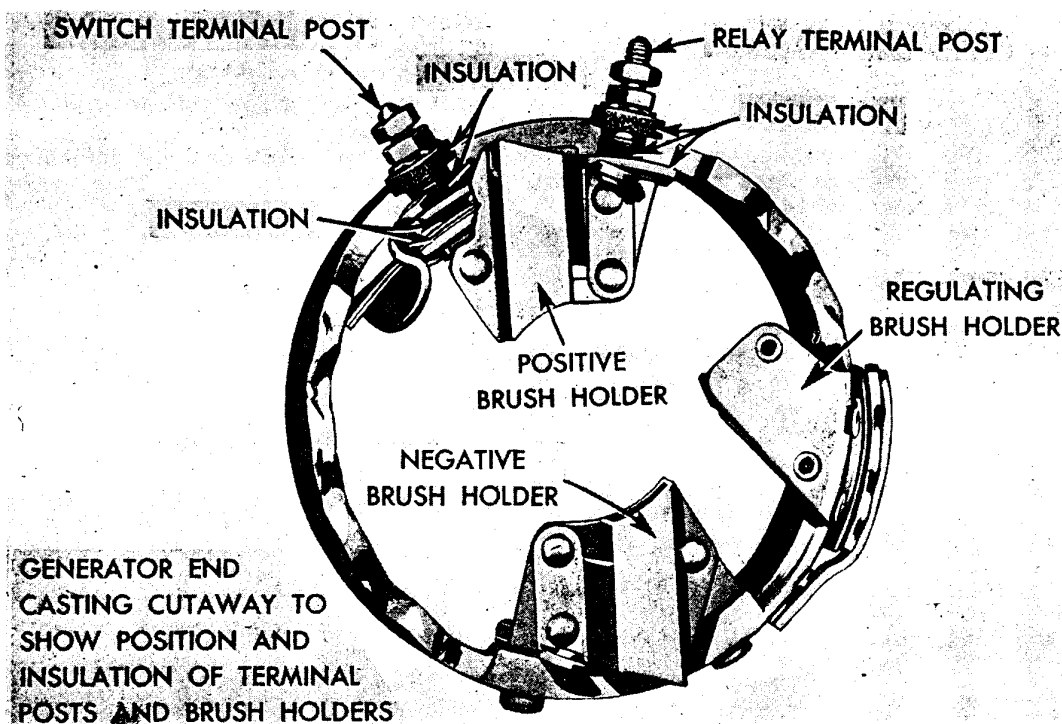 SWITCH TERMINAL POST
RELAY TERMINAL POST
INSULATION
INSULATION
INSULATION
REGULATING
BRUSH HOLDER
POSITIVE
BRUSH HOLDER
NEGATIVE
BRUSH HOLDER
GENERATOR END
CASTING CUTAWAY TO
SHOW POSITION AND
INSULATION OF TERMINAL
POSTS AND BRUSH HOLDERS